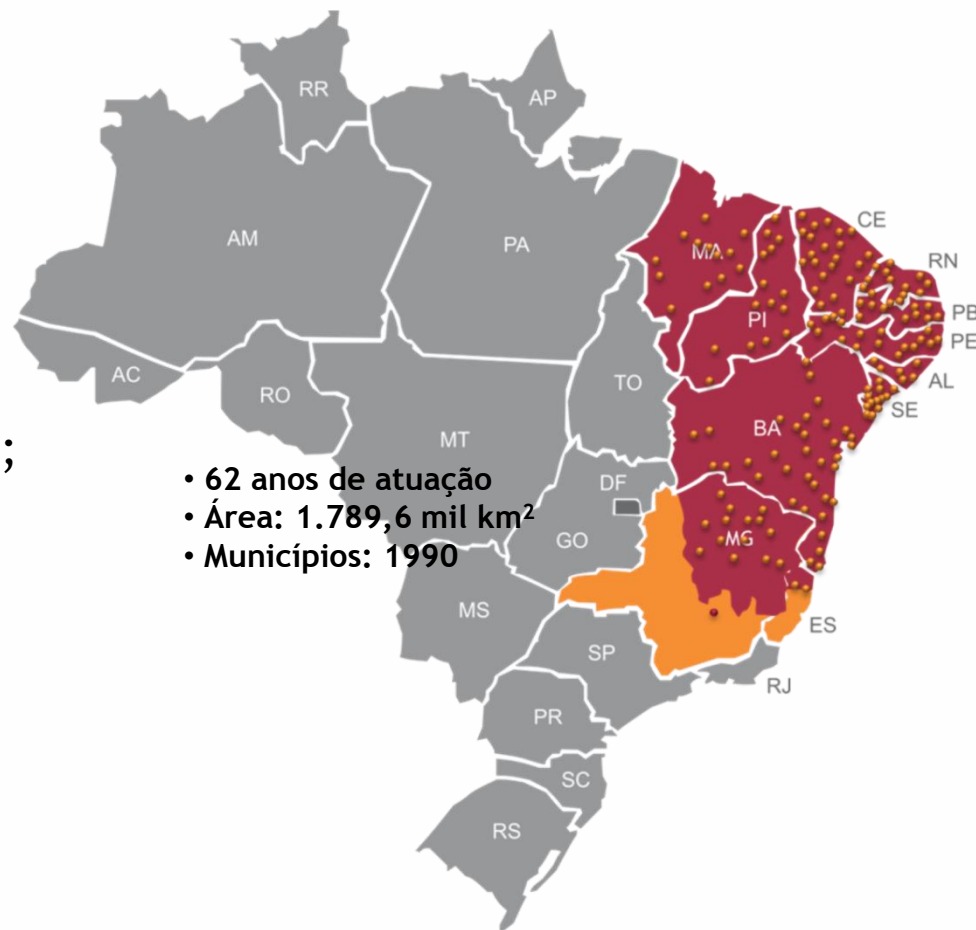 RR
AP
AM
PA
MA
CE
RN
PB
PI
PE
AC
TO
AL
RO
SE
BA
MT
;
• 62 anos de atuação
DF
• Área: 1.789,6 mil km²
MG
GO
• Municípios: 1990
MS
ES
SP
RJ
PR
SC
RS